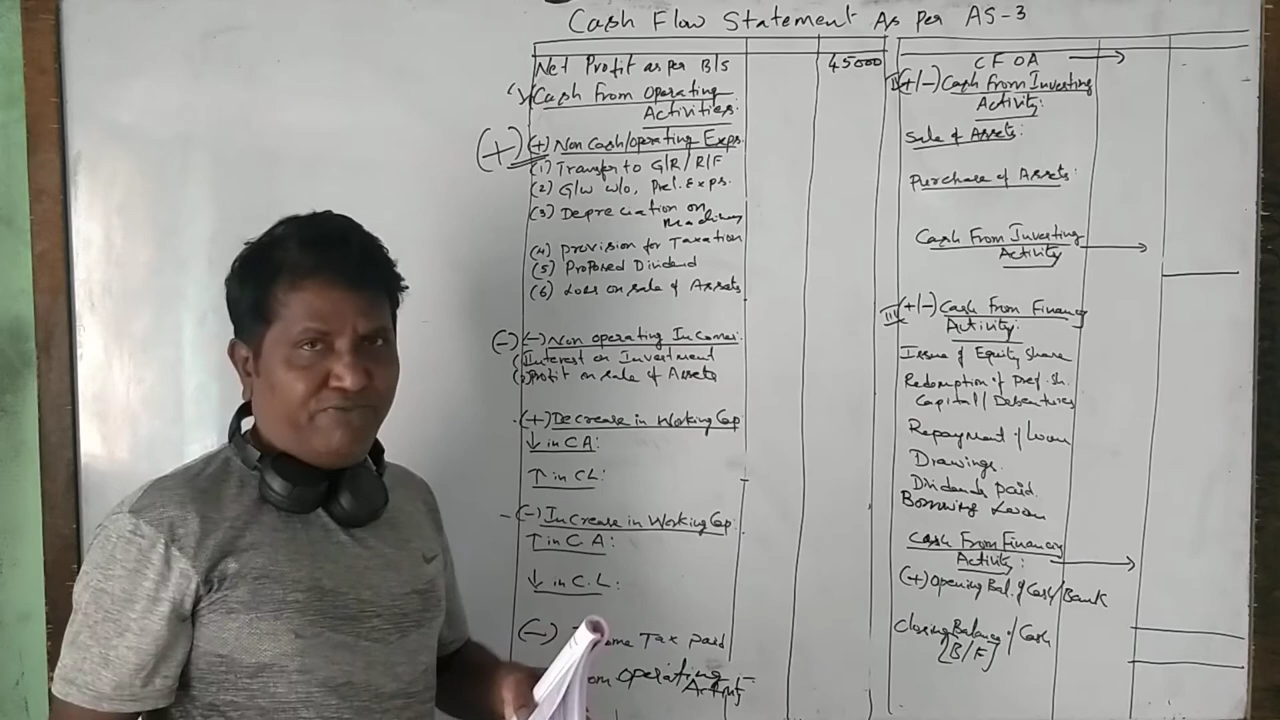 Cash Flow Statement As per AS-3
Net Profit as per B/S 45000
Cash from Operating
Activities:
(+) (+) Non Cash/operating Exps.
(1) Transfer to G/R / R/F
(2) G/w w/o, Prel. Exps.
(3) Depreciation on
Machinery
(4) Provision for Taxation
(5) Proposed Dividend
(6) Loss on sale of Assets
(-) (-) Non operating Incomes:
Interest on Investment
Profit on sale of Assets
(+) Decrease in Working Cap
↓ in CA:
↑ in CL:
(-) Increase in Working Cap:
↑ in C A:
↓ in C.L:
(-) Tax paid
operating
CFOA →
II (+/-) Cash from Investing
Activity:
Sale of Assets:
Purchase of Assets:
Cash From Investing →
Activity
III (+/-) Cash from Financy
Activity:
Issue of Equity Share
Redemption of Pref. Sh.
Capital / Debentures
Repayment of Loan
Drawings.
Dividends paid.
Borrowing Loan
Cash From Financing
Activity: →
(+) Opening Bal. of Cash/Bank
Closing Balance of Cash
[B/F]